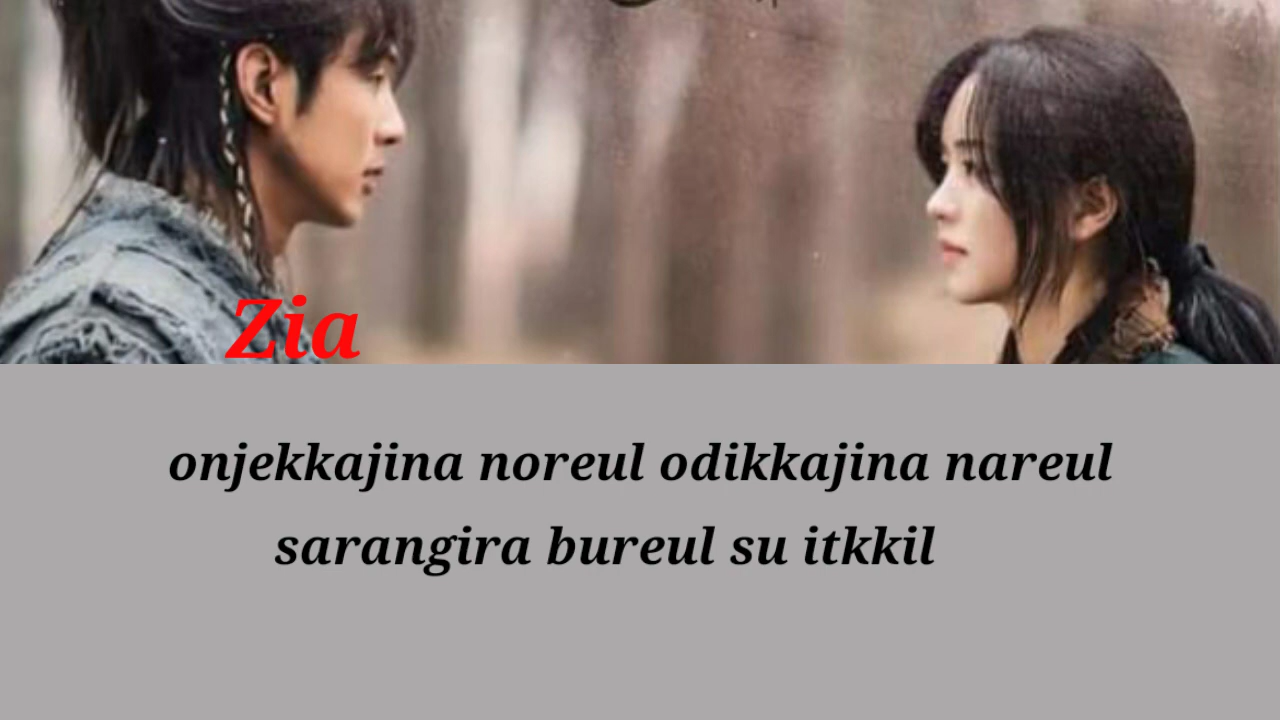 Zia
onjekkajina noreul odikkajina nareul
sarangira bureul su itkkil